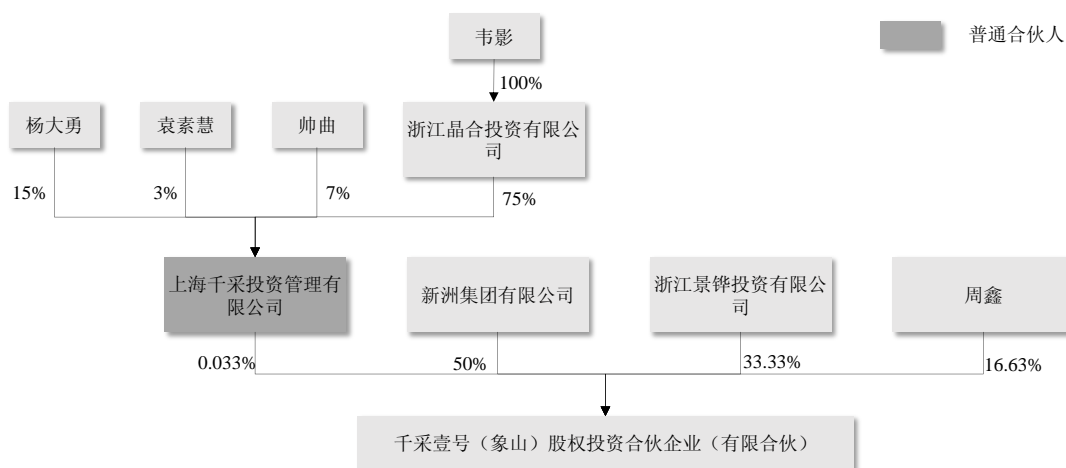 韦影
普通合伙人
100%
杨大勇
袁素慧
帅曲
浙江晶合投资有限公
司
15%
3%
7%
75%
上海千采投资管理有
限公司
新洲集团有限公司
浙江景铧投资有限公
司
周鑫
0.033%
50%
33.33%
16.63%
千采壹号（象山）股权投资合伙企业（有限合伙）